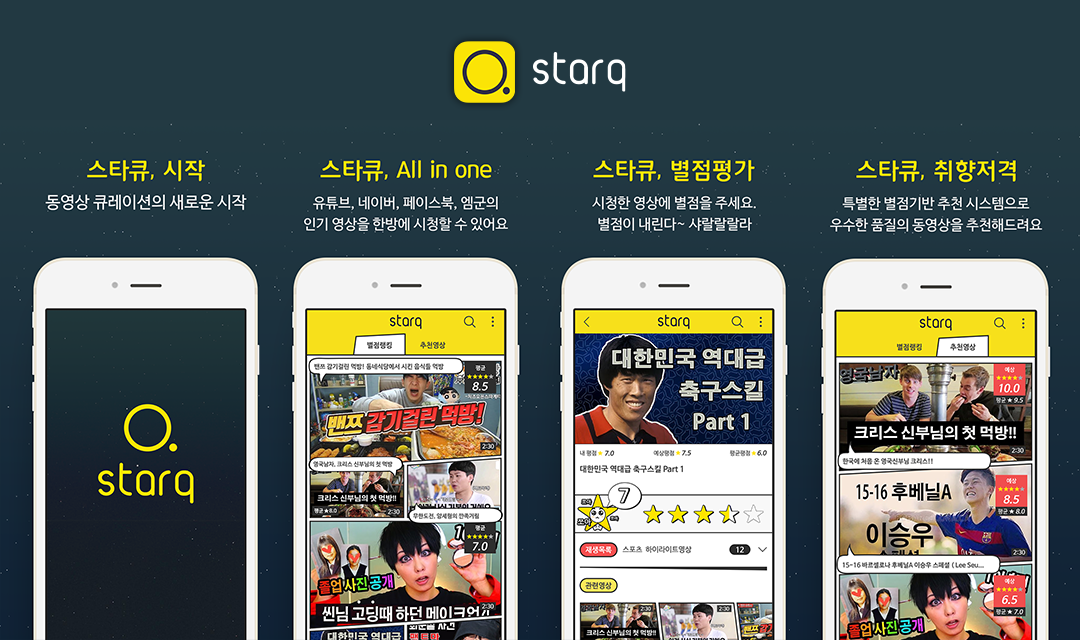 starq
스타큐, 시작
동영상 큐레이션의 새로운 시작
스타큐, All in one
유튜브, 네이버, 페이스북, 엠군의
인기 영상을 한방에 시청할 수 있어요
스타큐, 별점평가
시청한 영상에 별점을 주세요.
별점이 내린다~ 샤랄랄랄라
스타큐, 취향저격
특별한 별점기반 추천 시스템으로
우수한 품질의 동영상을 추천해드려요
starq
starq
별점랭킹
추천영상
밴쯔 감기걸린 먹방! 동네식당에서 시킨 음식들 먹방
평균
8.5
밴쯔 감기걸린 먹방!
2:30
영국남자, 크리스 신부님의 첫 먹방!!
크리스 신부님의 첫 먹방!!
평균★8.0
2:30
무한도전, 양세형의 만족거림
평균
7.0
졸업사진 공개
씬님 고딩때 하던 메이크업
2:30
starq
대한민국 역대급
축구스킬
Part 1
내 평점 ★ 7.0
예상평점 ★ 7.5
평균평점 ★ 6.0
대한민국 역대급 축구스킬 Part 1
7
재생목록
스포츠 하이라이트영상
12
관련영상
2:30
크리스 신부님의 첫 먹방!!
2:30
starq
별점랭킹
추천영상
영국남자
예상
10.0
평균 ★ 9.5
크리스 신부님의 첫 먹방!!
2:30
한국에 처음 온 영국신부님 크리스!!
15-16 후베닐A
이승우
스페셜
예상
8.5
평균 ★ 8.0
2:30
15-16 바르셀로나 후베닐A 이승우 스페셜 ( Lee Seu...
예상
6.5
평균 ★ 7.0
졸업사진 공개